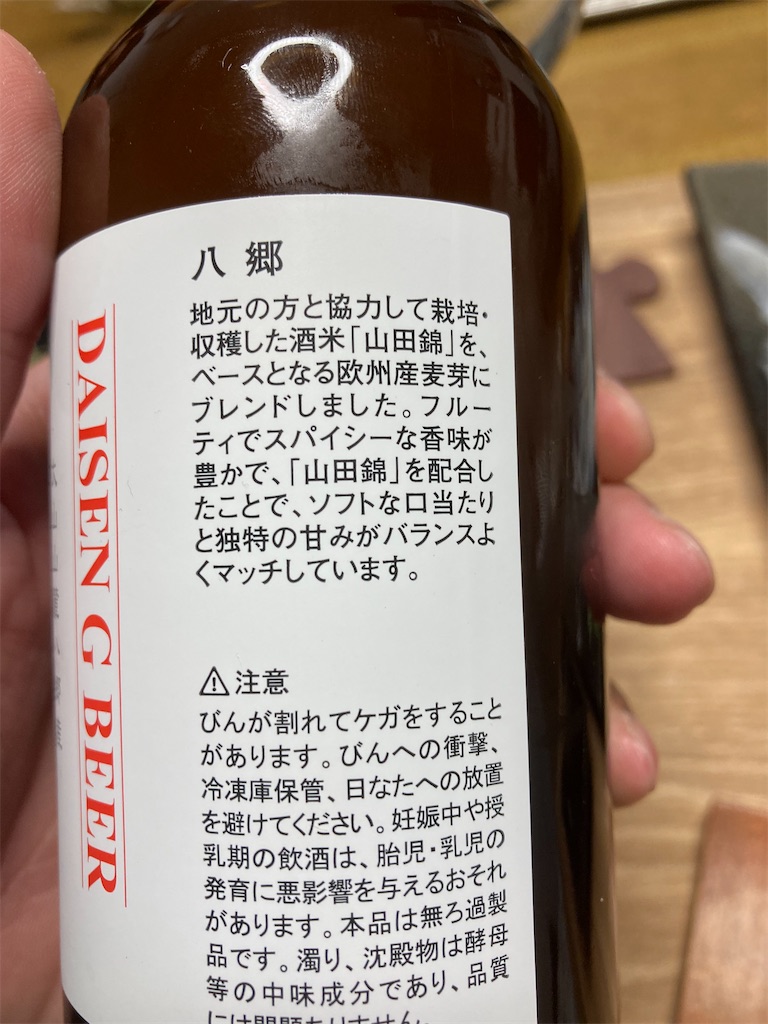 八郷
地元の方と協力して栽培・
収穫した酒米「山田錦」を、
ベースとなる欧州産麦芽に
ブレンドしました。フルー
ティでスパイシーな香味が
豊かで、「山田錦」を配合し
たことで、ソフトな口当たり
と独特の甘みがバランスよ
くマッチしています。
⚠注意
びんが割れてケガをすること
があります。びんへの衝撃、
冷凍庫保管、日なたへの放置
を避けてください。妊娠中や授
乳期の飲酒は、胎児・乳児の
発育に悪影響を与えるおそれ
があります。本品は無ろ過製
品です。濁り、沈殿物は酵母
等の中味成分であり、品質
には問題ありません。
DAISEN G BEER